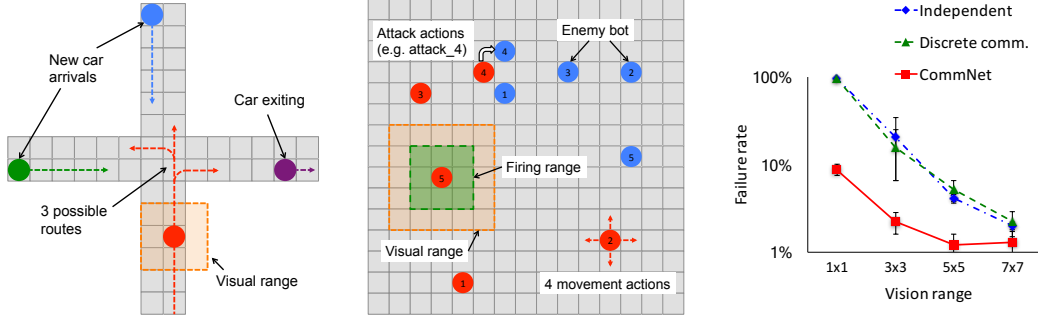 New car
arrivals
Car exiting
3 possible
routes
Visual range
Attack actions
(e.g. attack_4)
Enemy bot
4
4
3
2
3
1
5
5
Firing range
Visual range
2
4 movement actions
1
Independent
Discrete comm.
CommNet
100%
10%
1%
Failure rate
1x1
3x3
5x5
7x7
Vision range